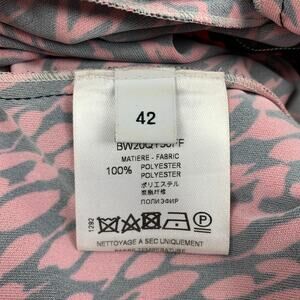 42
MATIERE - FABRIC
100% POLYESTER
POLYESTER
ポリエステル
聚酯纤维
ПОЛИЭФИР
1292
NETTOYAGE A SEC UNIQUEMENT